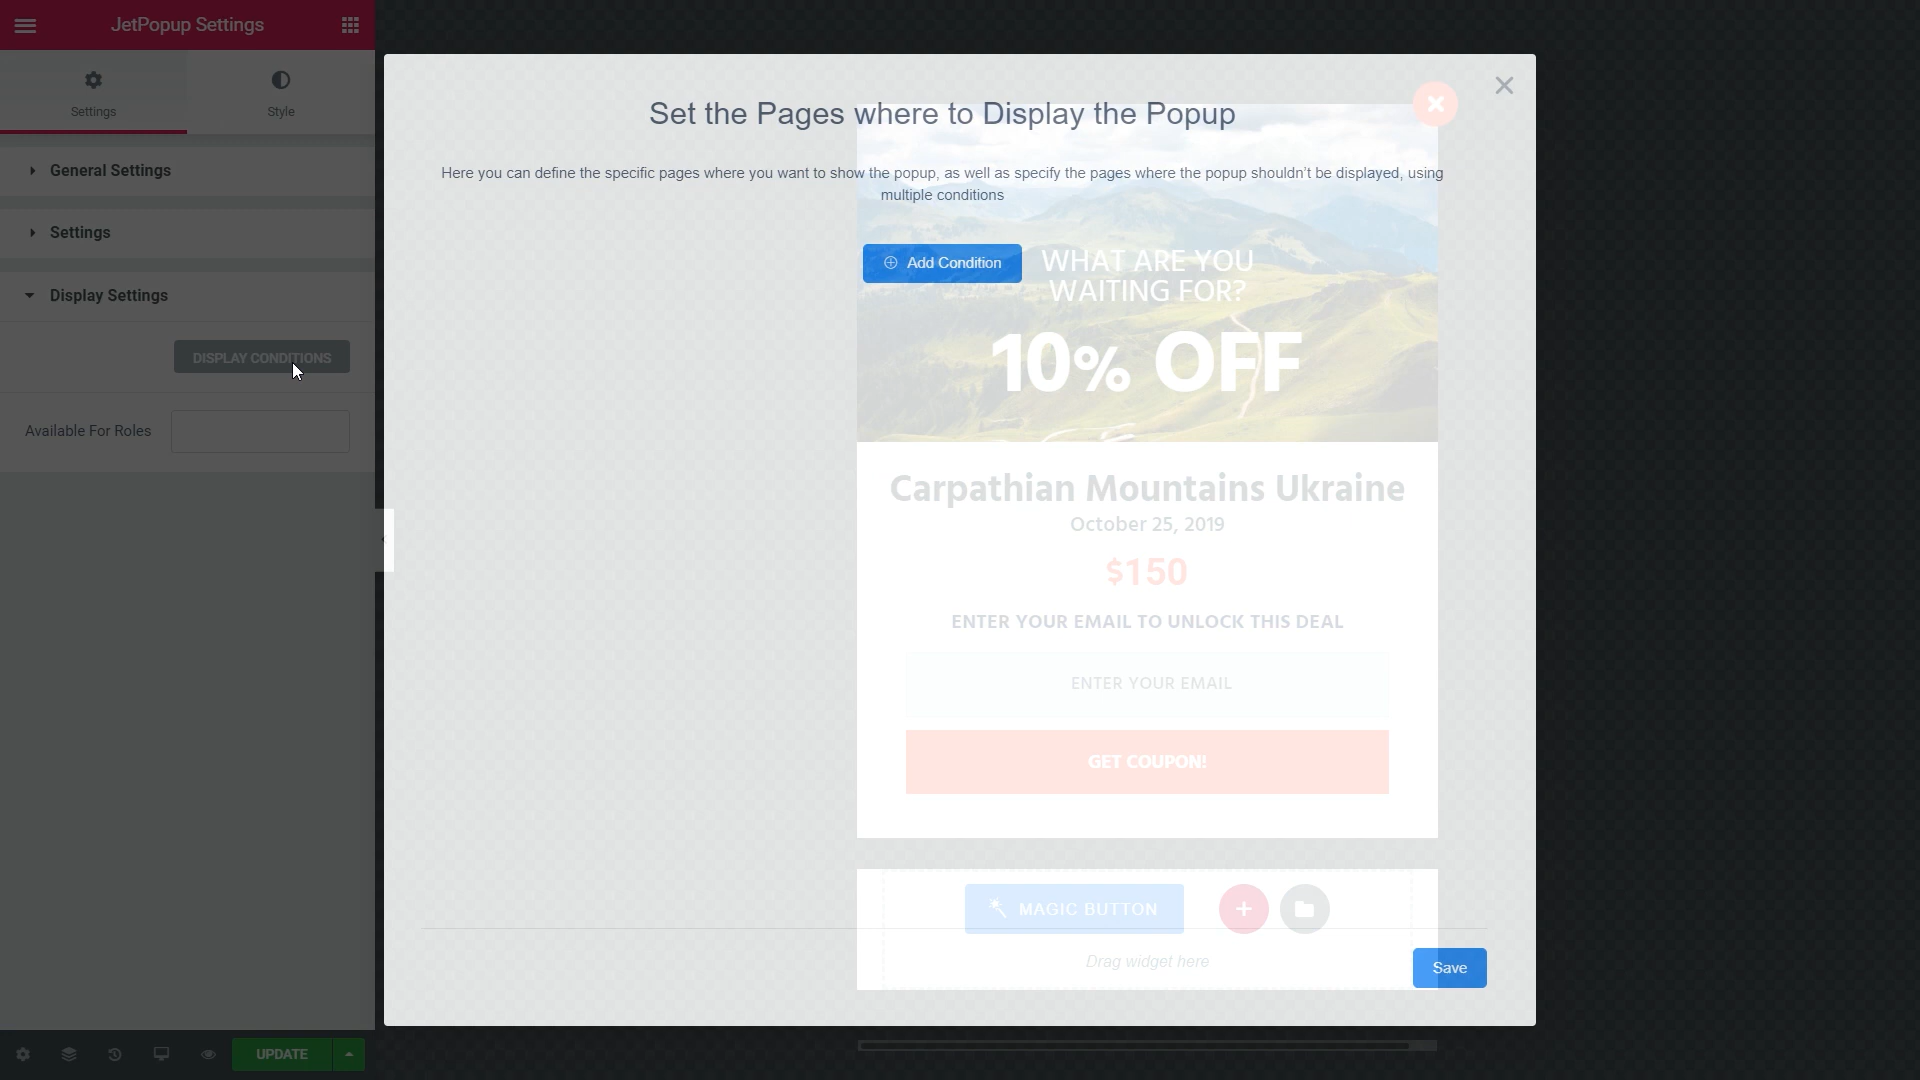 JetPopup Settings
Settings
Style
General Settings
Settings
Display Settings
DISPLAY CONDITIONS
Available For Roles
UPDATE
Set the Pages where to Display the Popup
Here you can define the specific pages where you want to show the popup, as well as specify the pages where the popup shouldn't be displayed, using
multiple conditions
Add Condition
WHAT ARE YOU
WAITING FOR?
10% OFF
Carpathian Mountains Ukraine
October 25, 2019
$150
ENTER YOUR EMAIL TO UNLOCK THIS DEAL
ENTER YOUR EMAIL
GET COUPON!
MAGIC BUTTON
Drag widget here
Save